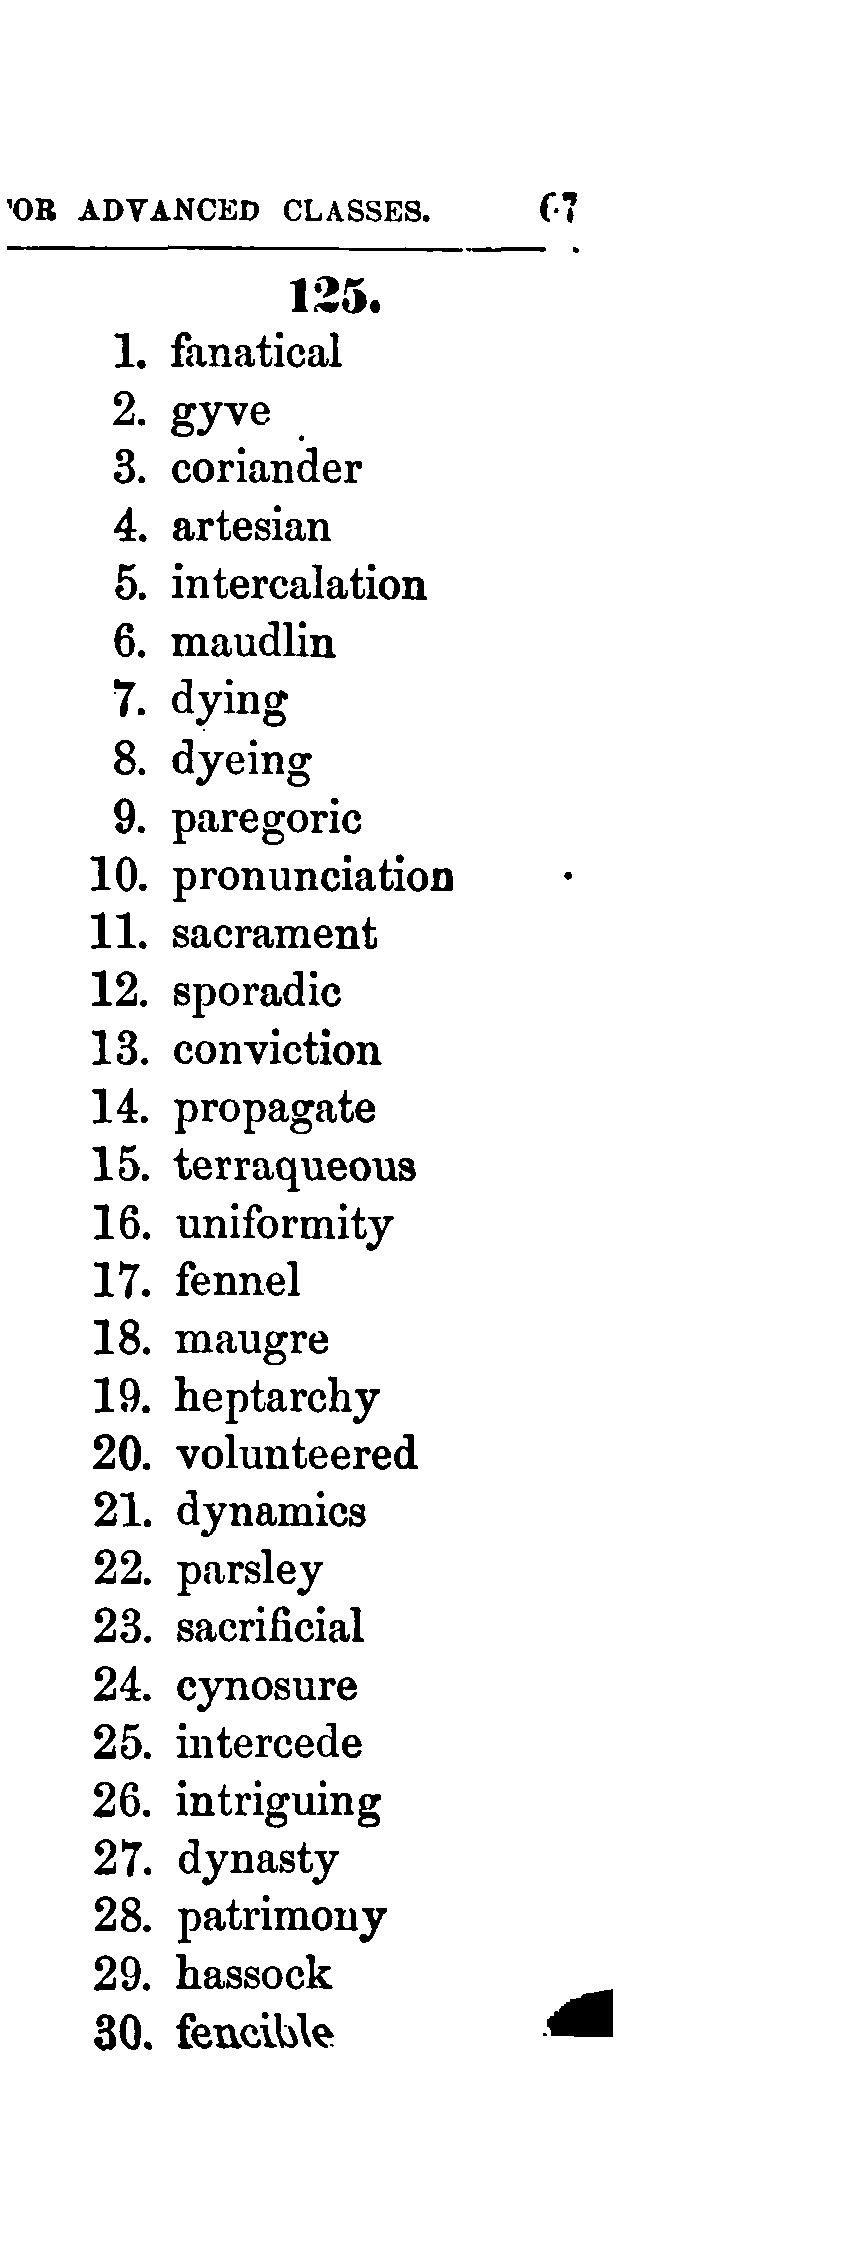 'OR ADVANCED CLASSES. 67
125.
1. fanatical
2. gyve
3. coriander
4. artesian
5. intercalation
6. maudlin
7. dying
8. dyeing
9. paregoric
10. pronunciation
11. sacrament
12. sporadic
13. conviction
14. propagate
15. terraqueous
16. uniformity
17. fennel
18. maugre
19. heptarchy
20. volunteered
21. dynamics
22. parsley
23. sacrificial
24. cynosure
25. intercede
26. intriguing
27. dynasty
28. patrimony
29. hassock
30. fencible